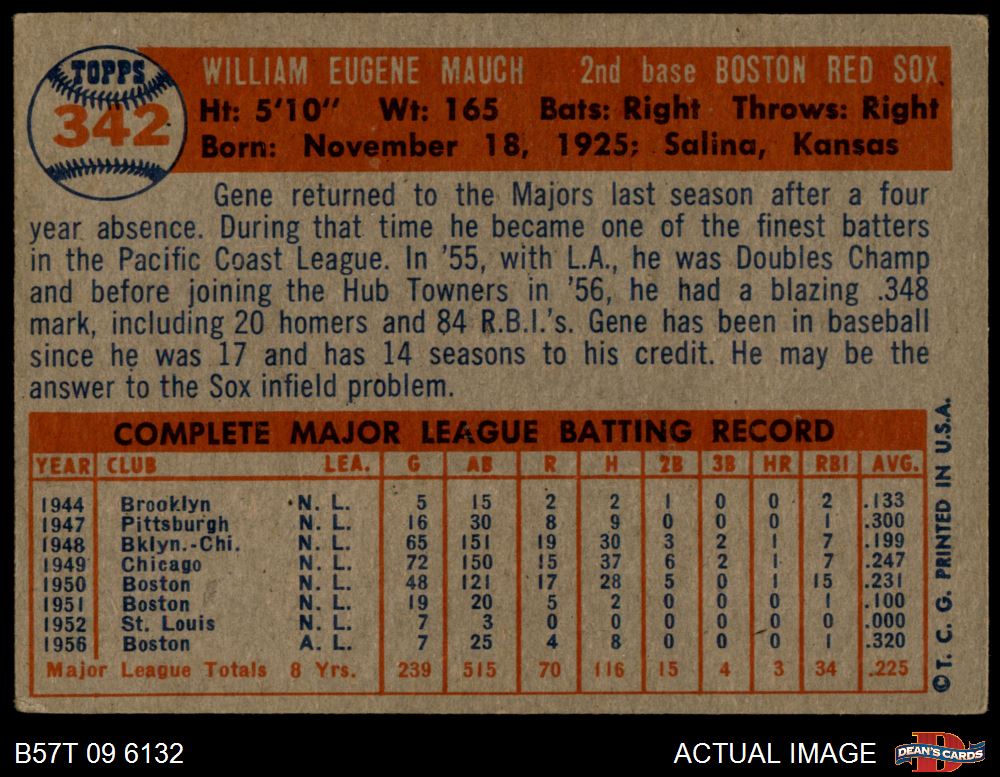 TOPPS
342
WILLIAM EUGENE MAUCH 2nd base BOSTON RED SOX
Ht: 5'10" Wt: 165 Bats: Right Throws: Right
Born: November 18, 1925; Salina, Kansas
Gene returned to the Majors last season after a four
year absence. During that time he became one of the finest batters
in the Pacific Coast League. In '55, with L.A., he was Doubles Champ
and before joining the Hub Towners in '56, he had a blazing .348
mark, including 20 homers and 84 R.B.I.'s. Gene has been in baseball
since he was 17 and has 14 seasons to his credit. He may be the
answer to the Sox infield problem.
COMPLETE MAJOR LEAGUE BATTING RECORD
YEAR CLUB LEA. G AB R H 2B 3B HR RBI AVG.
1944 Brooklyn N. L. 5 15 2 2 1 0 0 2 .133
1947 Pittsburgh N. L. 16 30 8 9 0 0 0 1 .300
1948 Bklyn.-Chi. N. L. 65 151 19 30 3 2 1 7 .199
1949 Chicago N. L. 72 150 15 37 6 2 1 7 .247
1950 Boston N. L. 48 121 17 28 5 0 1 15 .231
1951 Boston N. L. 19 20 5 2 0 0 0 1 .100
1952 St. Louis N. L. 7 3 0 0 0 0 0 0 .000
1956 Boston A. L. 7 25 4 8 0 0 0 1 .320
Major League Totals 8 Yrs. 239 515 70 116 15 4 3 34 .225
© T. C. G. PRINTED IN U.S.A.
B57T 09 6132 ACTUAL IMAGE
D
DEAN'S CARDS